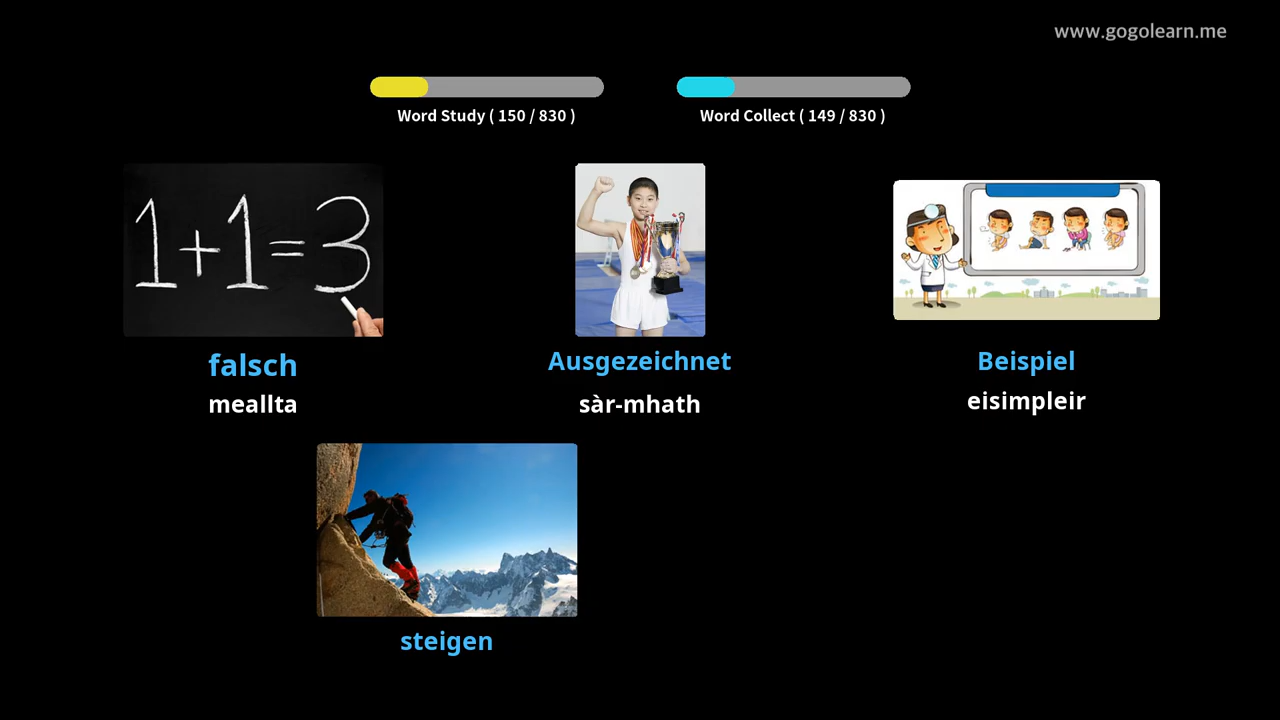 www.gogolearn.me
Word Study ( 150 / 830 )
Word Collect ( 149 / 830 )
1+1=3
falsch
meallta
Ausgezeichnet
sàr-mhath
Beispiel
eisimpleir
steigen